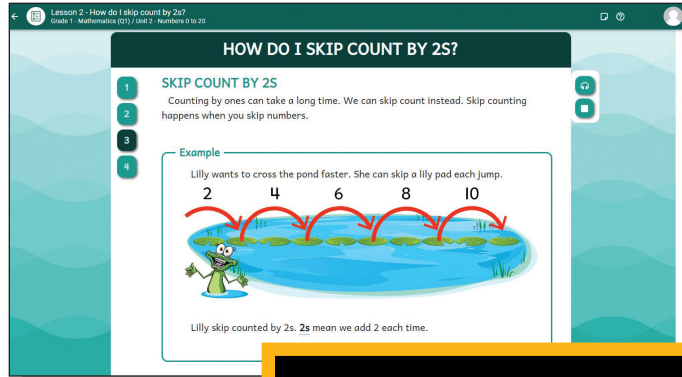 Lesson 2 - How do I skip count by 2s?
Grade 1 - Mathematics (Q1) / Unit 2 - Numbers 0 to 20
HOW DO I SKIP COUNT BY 2S?
1
2
3
4
SKIP COUNT BY 2S
Counting by ones can take a long time. We can skip count instead. Skip counting
happens when you skip numbers.
Example
Lilly wants to cross the pond faster. She can skip a lily pad each jump.
2 4 6 8 10
Lilly skip counted by 2s. 2s mean we add 2 each time.